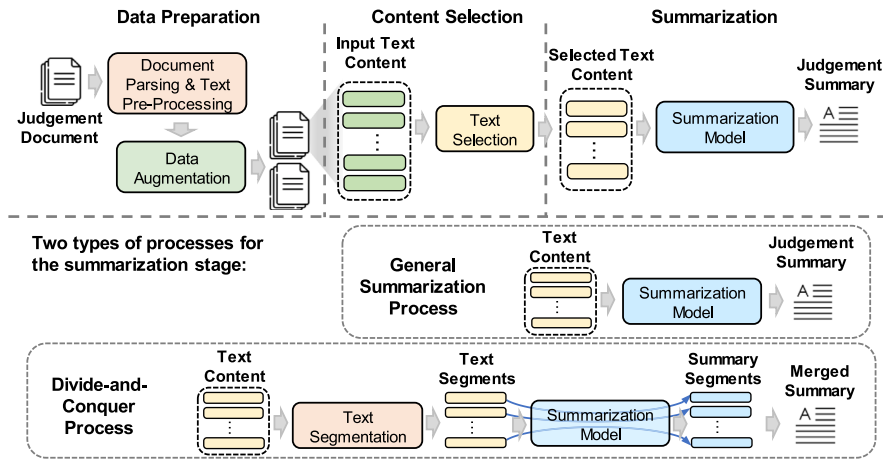 Data Preparation
Content Selection
Summarization
Judgement
Document
Document
Parsing & Text
Pre-Processing
Data
Augmentation
Input Text
Content
Text
Selection
Selected Text
Content
Summarization
Model
Judgement
Summary
A
Two types of processes for
the summarization stage:
General
Summarization
Process
Text
Content
Summarization
Model
Judgement
Summary
A
Divide-and-
Conquer
Process
Text
Content
Text
Segmentation
Text
Segments
Summarization
Model
Summary
Segments
Merged
Summary
A